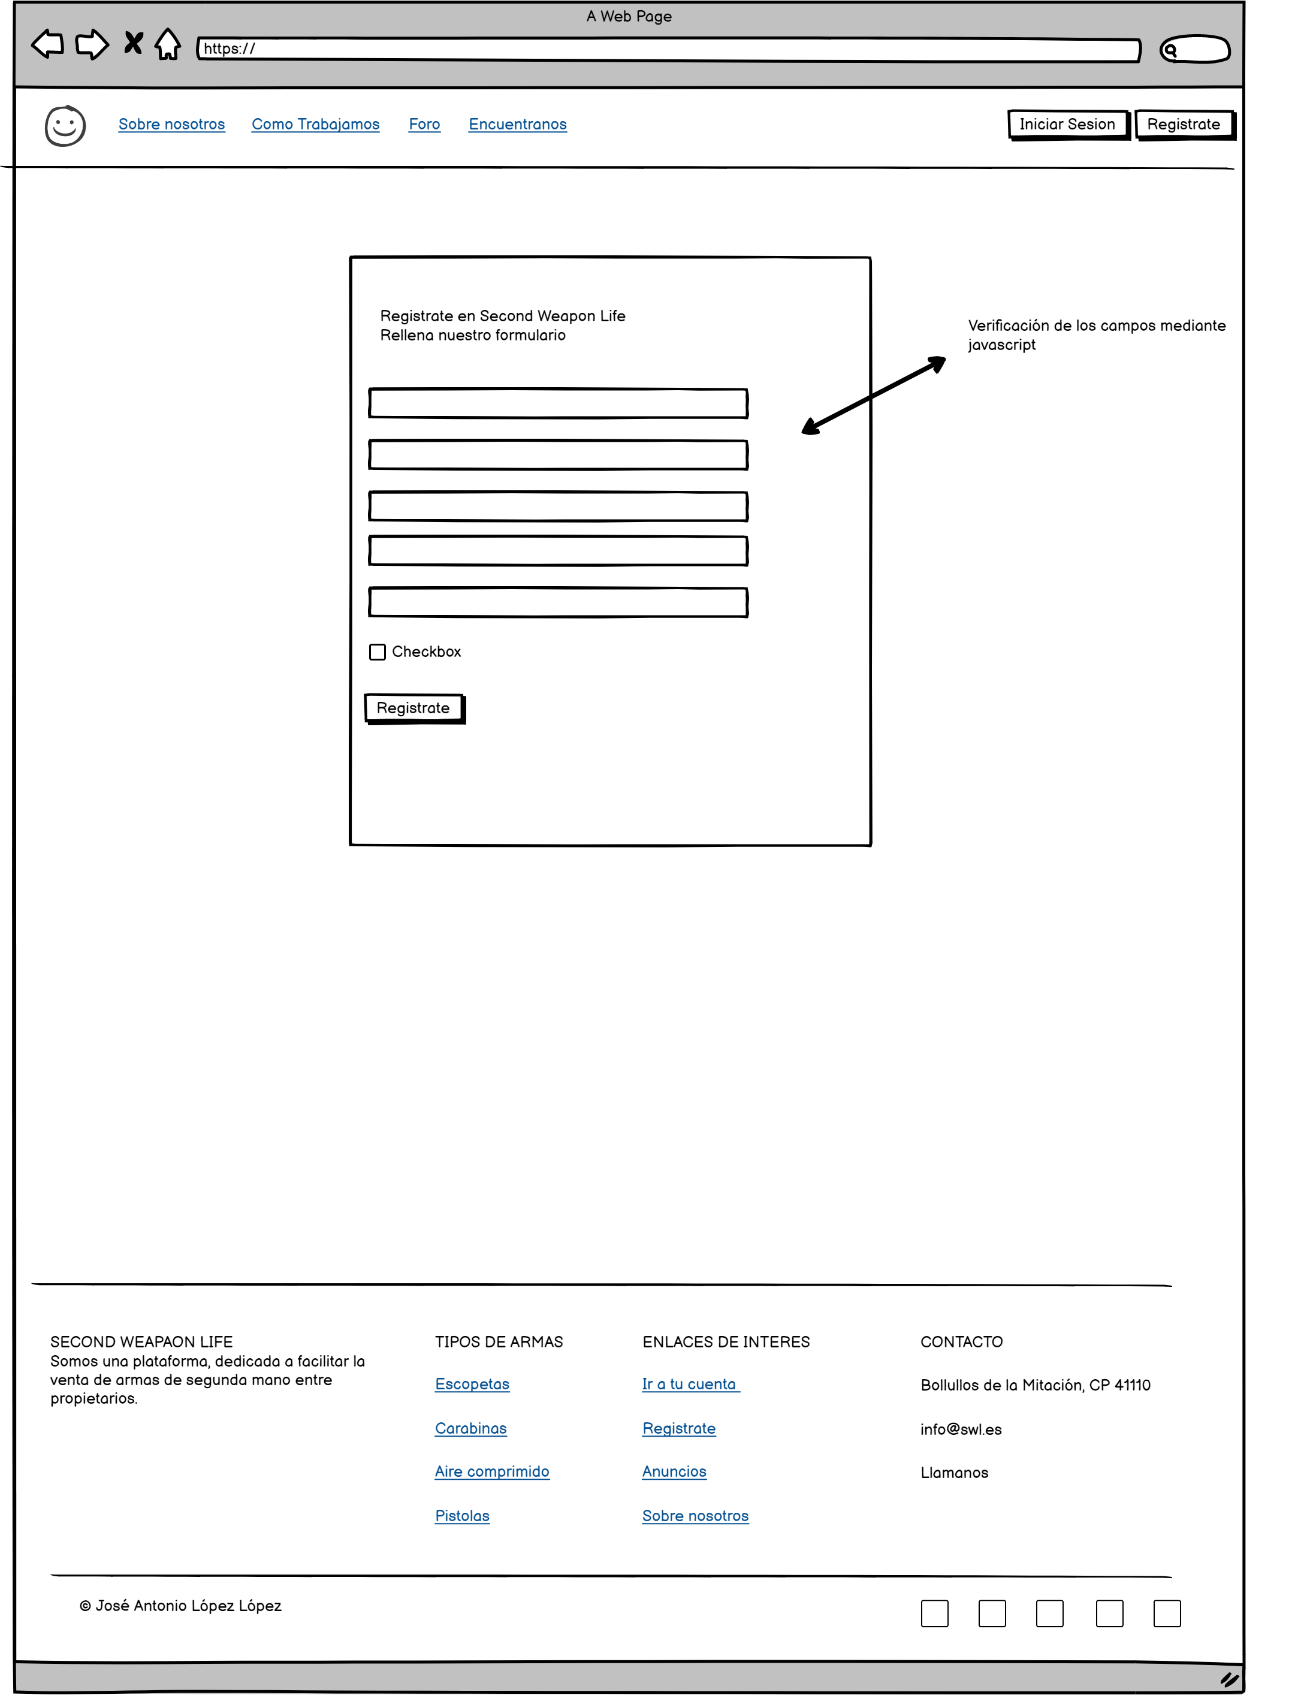 A Web Page
https://
Sobre nosotros
Como Trabajamos
Foro
Encuentranos
Iniciar Sesion
Registrate
Registrate en Second Weapon Life
Rellena nuestro formulario
Verificación de los campos mediante
javascript
Checkbox
Registrate
SECOND WEAPAON LIFE
Somos una plataforma, dedicada a facilitar la
venta de armas de segunda mano entre
propietarios.
TIPOS DE ARMAS
Escopetas
Carabinas
Aire comprimido
Pistolas
ENLACES DE INTERES
Ir a tu cuenta
Registrate
Anuncios
Sobre nosotros
CONTACTO
Bollullos de la Mitación, CP 41110
info@swl.es
Llamanos
© José Antonio López López